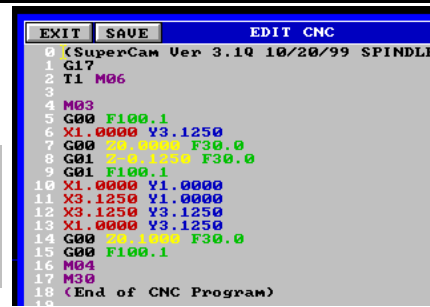 EXIT SAVE EDIT CNC
0 (SuperCam Ver 3.1Q 10/20/99 SPINDLE
1 G17
2 T1 M06
3
4 M03
5 G00 F100.1
6 X1.0000 Y3.1250
7 G00 Z0.0000 F30.0
8 G01 Z-0.1250 F30.0
9 G01 F100.1
10 X1.0000 Y1.0000
11 X3.1250 Y1.0000
12 X3.1250 Y3.1250
13 X1.0000 Y3.1250
14 G00 Z0.1000 F30.0
15 G00 F100.1
16 M04
17 M30
18 (End of CNC Program)
19